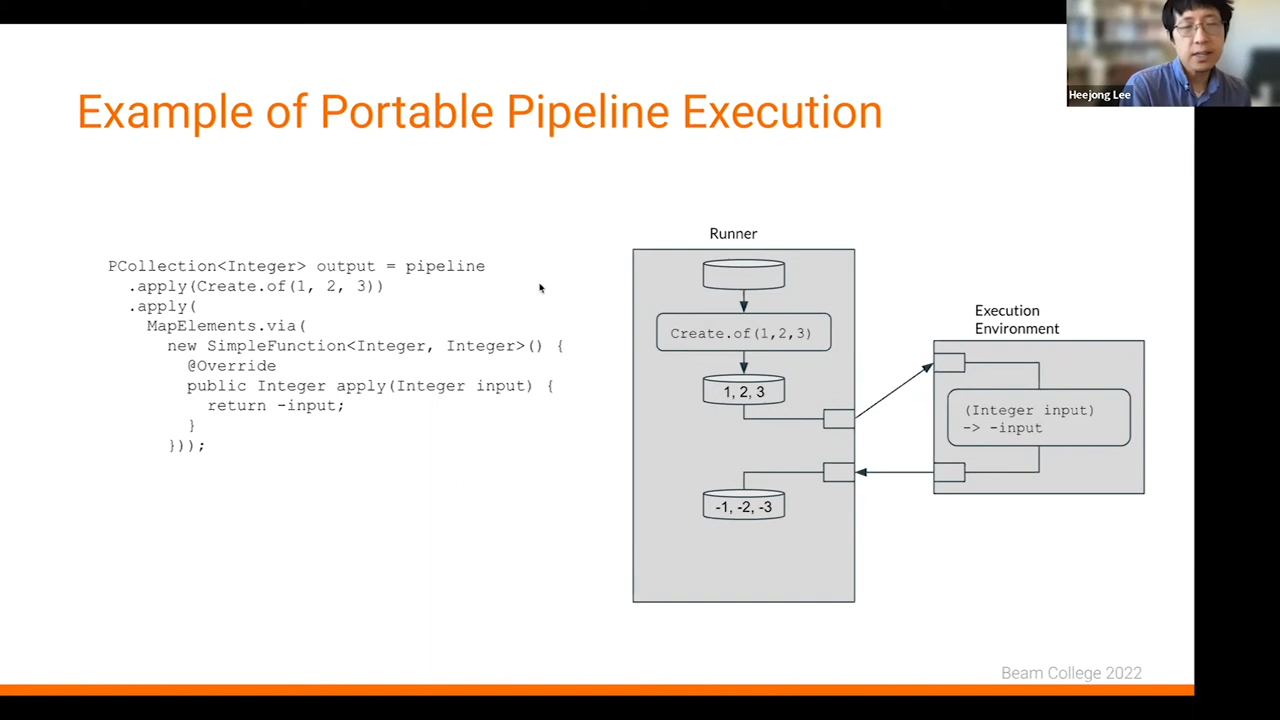 Heejong Lee
Example of Portable Pipeline Execution
PCollection<Integer> output = pipeline
.apply(Create.of(1, 2, 3))
.apply(
MapElements.via(
new SimpleFunction<Integer, Integer>() {
@Override
public Integer apply(Integer input) {
return -input;
}
}));
Runner
Create.of(1,2,3)
1, 2, 3
-1, -2, -3
Execution
Environment
(Integer input)
-> -input
Beam College 2022